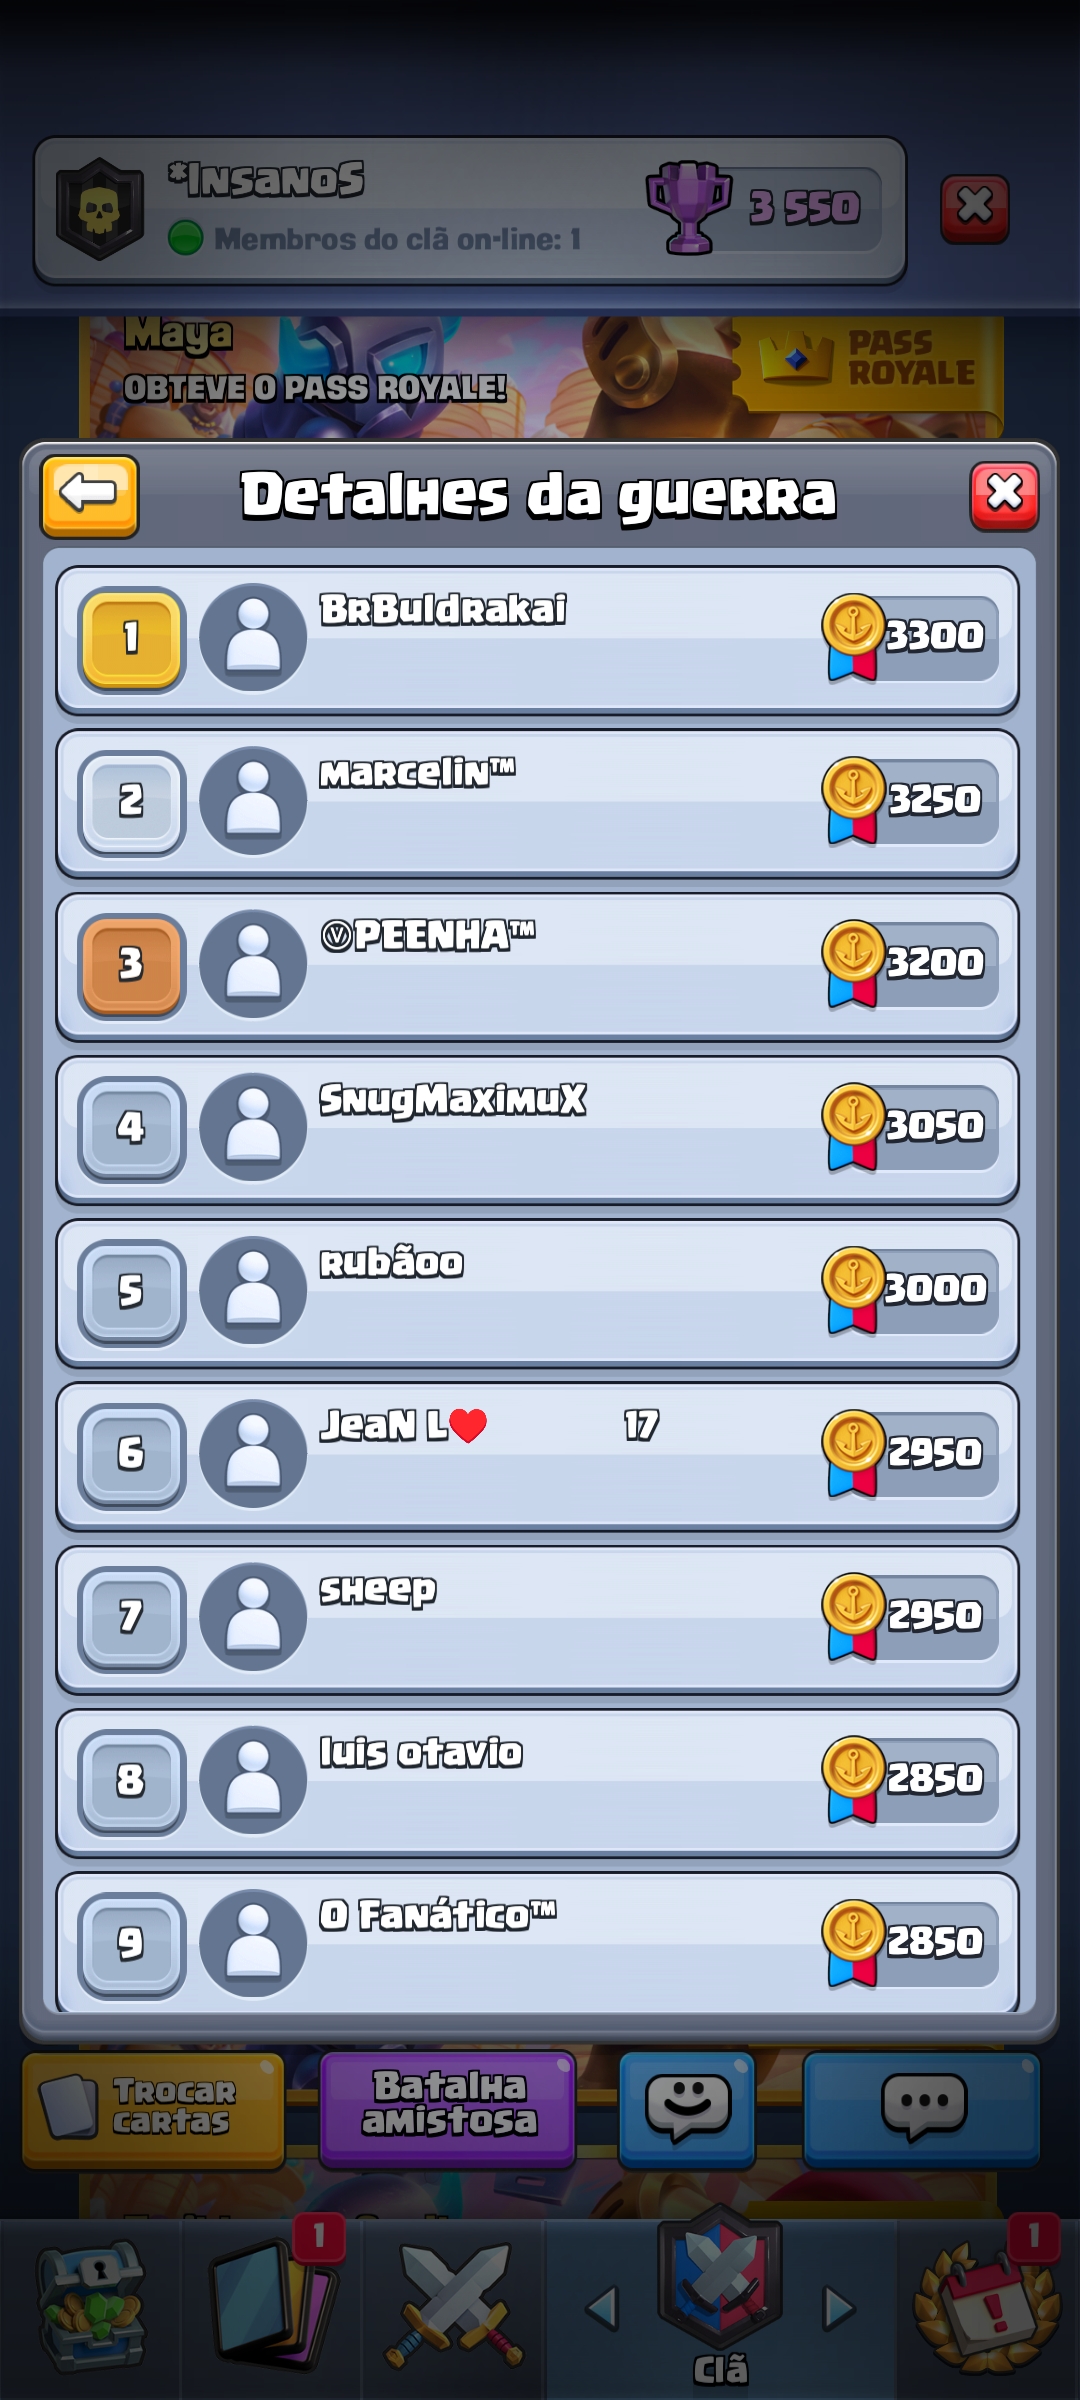 *InsanoS
Membros do clã on-line: 1
3 550
Maya
OBTEVE O PASS ROYALE!
PASS
ROYALE
Detalhes da guerra
1
BrBuldrakai
3300
2
marcelin™
3250
3
ⓋPEENHA™
3200
4
SnugMaximuX
3050
5
rubãoo
3000
6
JeaN L❤️ 17
2950
7
sheep
2950
8
luis otavio
2850
9
O Fanático™
2850
Trocar
cartas
Batalha
amistosa
1
Clã
1